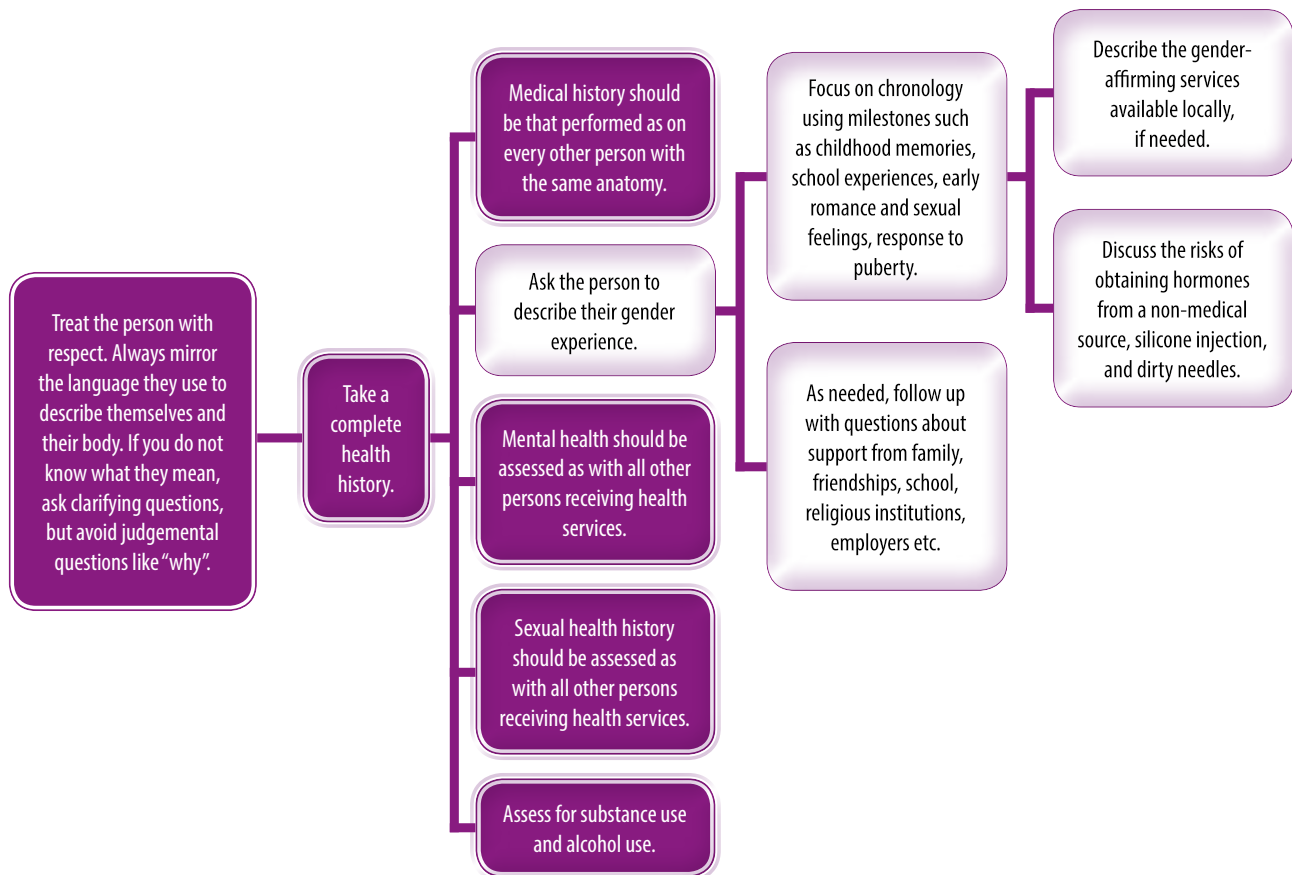 Treat the person with
respect. Always mirror
the language they use to
describe themselves and
their body. If you do not
know what they mean,
ask clarifying questions,
but avoid judgemental
questions like “why”.
Take a
complete
health
history.
Medical history should
be that performed as on
every other person with
the same anatomy.
Ask the person to
describe their gender
experience.
Mental health should be
assessed as with all other
persons receiving health
services.
Sexual health history
should be assessed as
with all other persons
receiving health services.
Assess for substance use
and alcohol use.
Focus on chronology
using milestones such
as childhood memories,
school experiences, early
romance and sexual
feelings, response to
puberty.
As needed, follow up
with questions about
support from family,
friendships, school,
religious institutions,
employers etc.
Describe the gender-
affirming services
available locally,
if needed.
Discuss the risks of
obtaining hormones
from a non-medical
source, silicone injection,
and dirty needles.